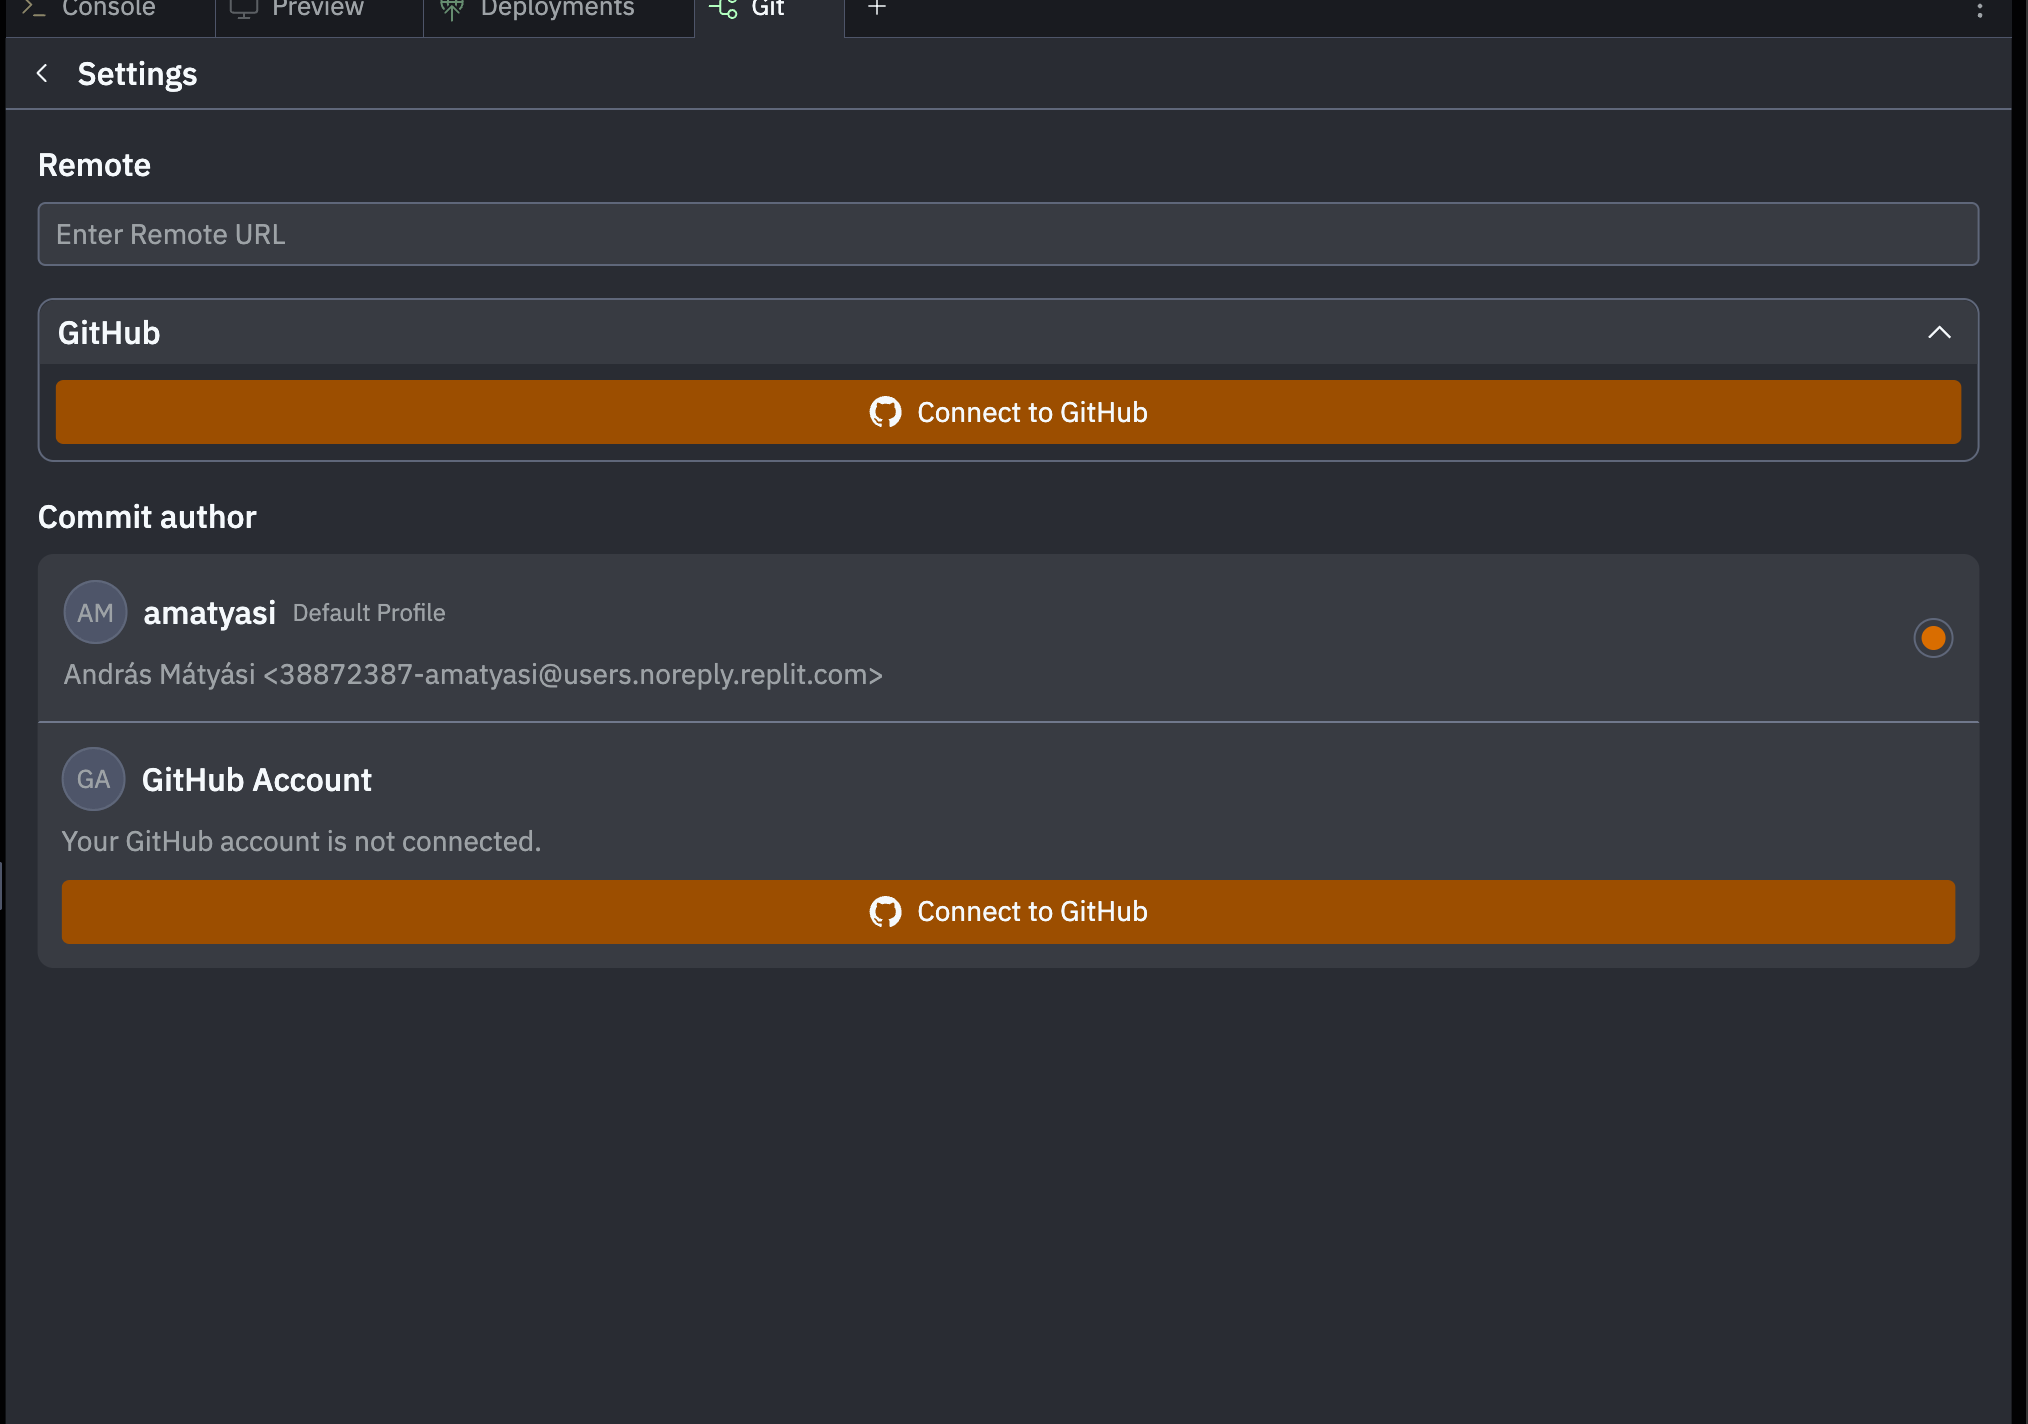 Console Preview Deployments Git
Settings
Remote
Enter Remote URL
GitHub
Connect to GitHub
Commit author
AM amatyasi Default Profile
András Mátyási <38872387-amatyasi@users.noreply.replit.com>
GA GitHub Account
Your GitHub account is not connected.
Connect to GitHub